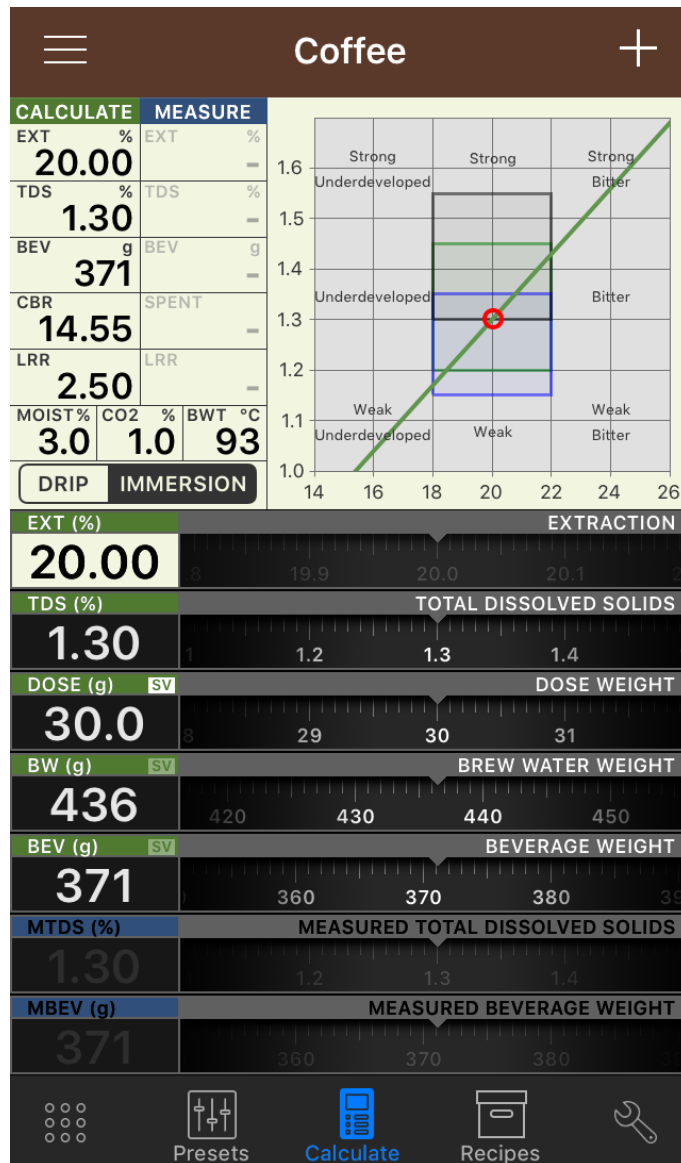 Coffee
CALCULATE MEASURE
EXT % EXT %
20.00 –
TDS % TDS %
1.30 –
BEV g BEV g
371 –
CBR SPENT
14.55 –
LRR LRR
2.50 –
MOIST% CO2 % BWT °C
3.0 1.0 93
DRIP IMMERSION
Strong Strong Strong
1.6
Underdeveloped Bitter
1.5
1.4
Underdeveloped Bitter
1.3
1.2
Weak Weak
1.1
Underdeveloped Weak Bitter
1.0
14 16 18 20 22 24 26
EXT (%) EXTRACTION
20.00 .8 19.9 20.0 20.1 2
TDS (%) TOTAL DISSOLVED SOLIDS
1.30 1 1.2 1.3 1.4
DOSE (g) SV DOSE WEIGHT
30.0 8 29 30 31
BW (g) SV BREW WATER WEIGHT
436 420 430 440 450
BEV (g) SV BEVERAGE WEIGHT
371 360 370 380 39
MTDS (%) MEASURED TOTAL DISSOLVED SOLIDS
1.30 1.2 1.3 1.4
MBEV (g) MEASURED BEVERAGE WEIGHT
371 360 370 380 39
Presets Calculate Recipes